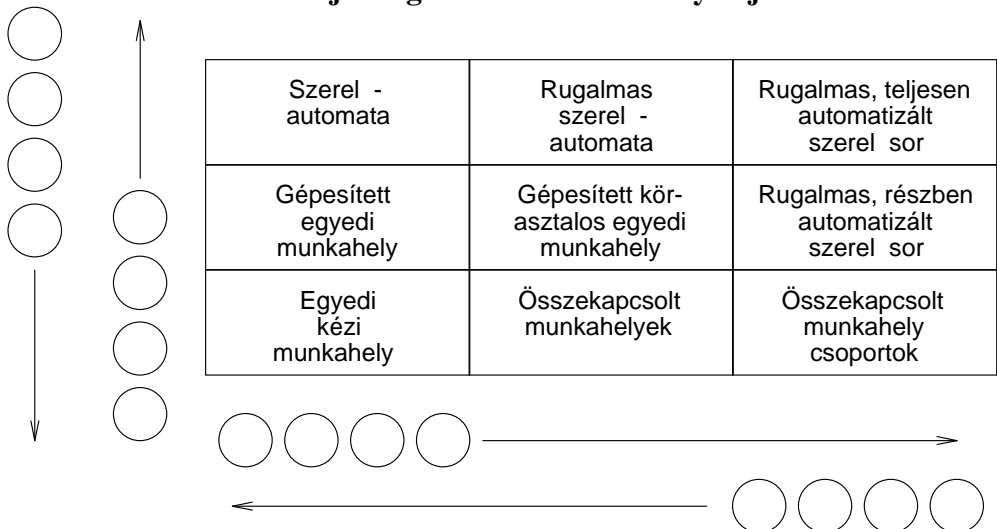 Szerel -
automata
Rugalmas
szerel -
automata
Rugalmas, teljesen
automatizált
szerel sor
Gépesített
egyedi
munkahely
Gépesített kör-
asztalos egyedi
munkahely
Rugalmas, részben
automatizált
szerel sor
Egyedi
kézi
munkahely
Összekapcsolt
munkahelyek
Összekapcsolt
munkahely
csoportok